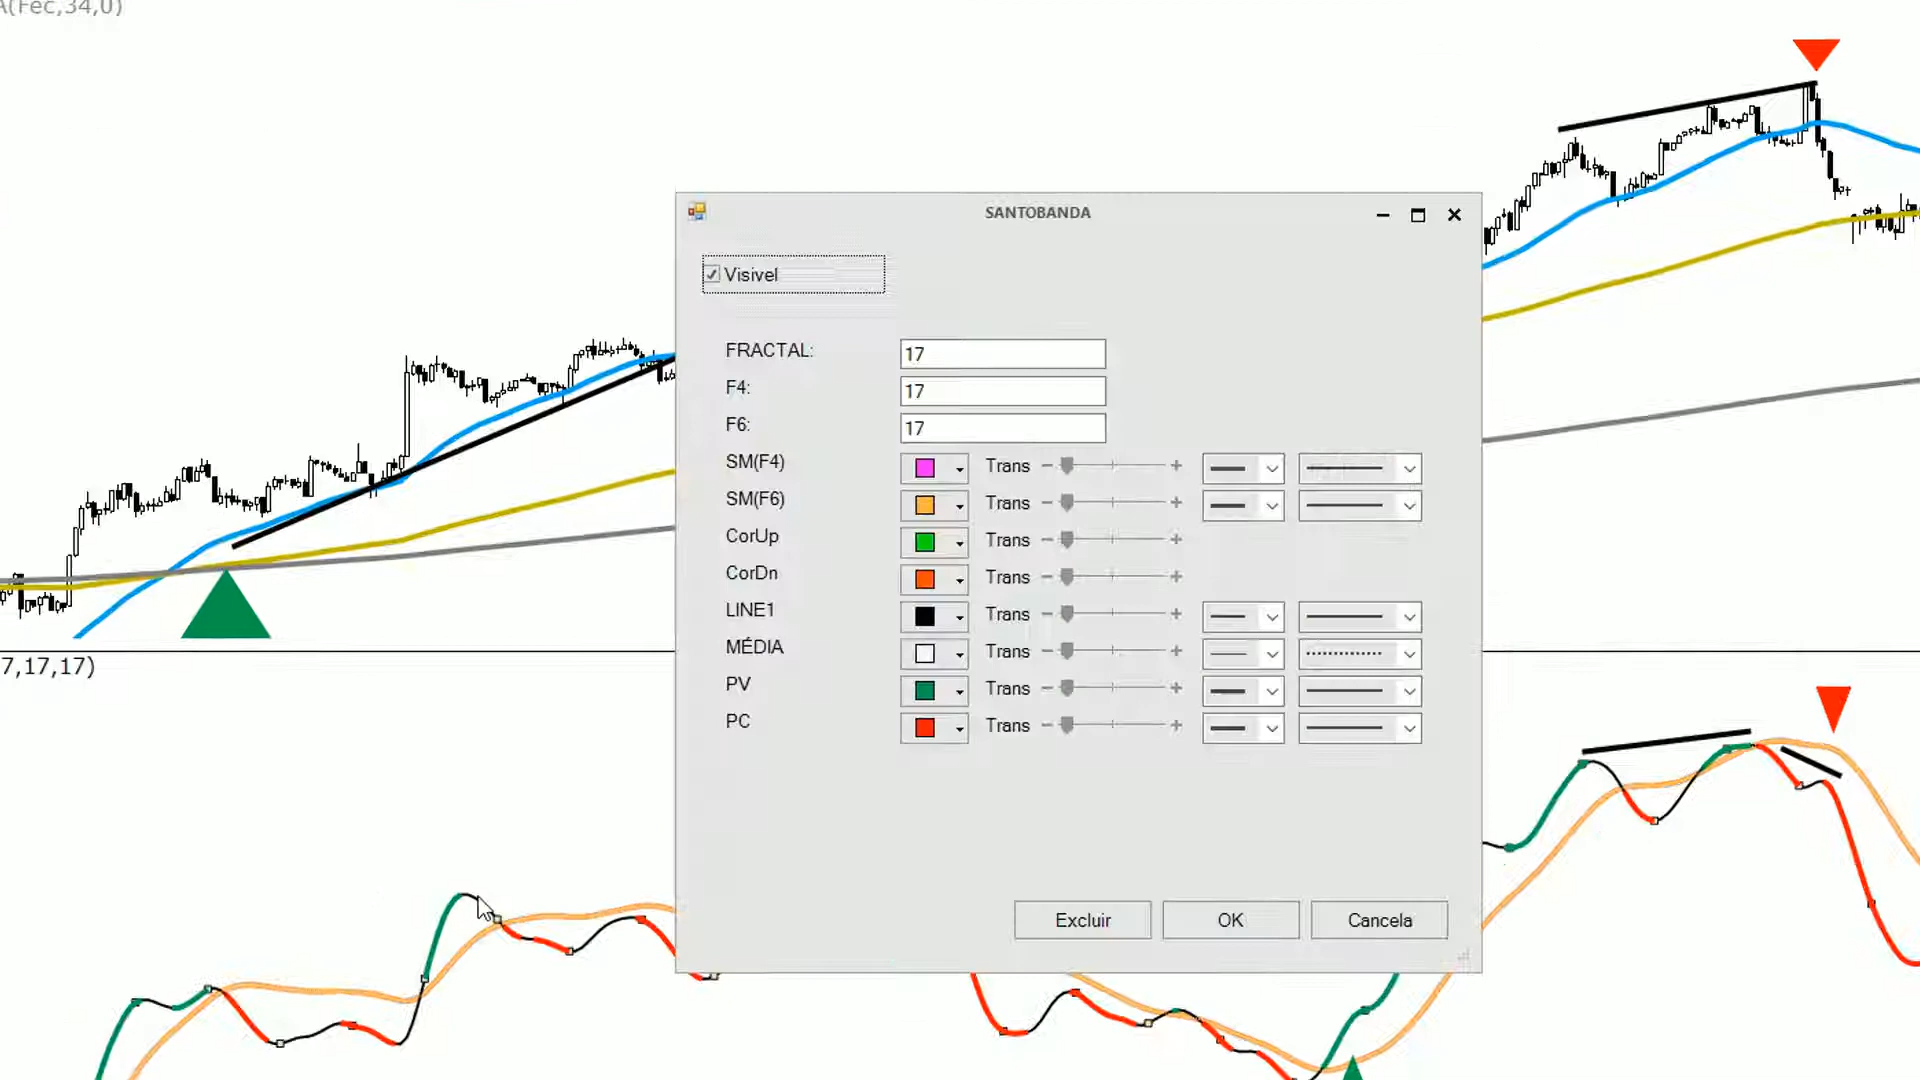 A(Fec,34,0)
SANTOBANDA
Visivel
FRACTAL: 17
F4: 17
F6: 17
SM(F4) Trans - +
SM(F6) Trans - +
CorUp Trans - +
CorDn Trans - +
LINE1 Trans - +
MÉDIA Trans - +
PV Trans - +
PC Trans - +
7,17,17)
Excluir OK Cancela